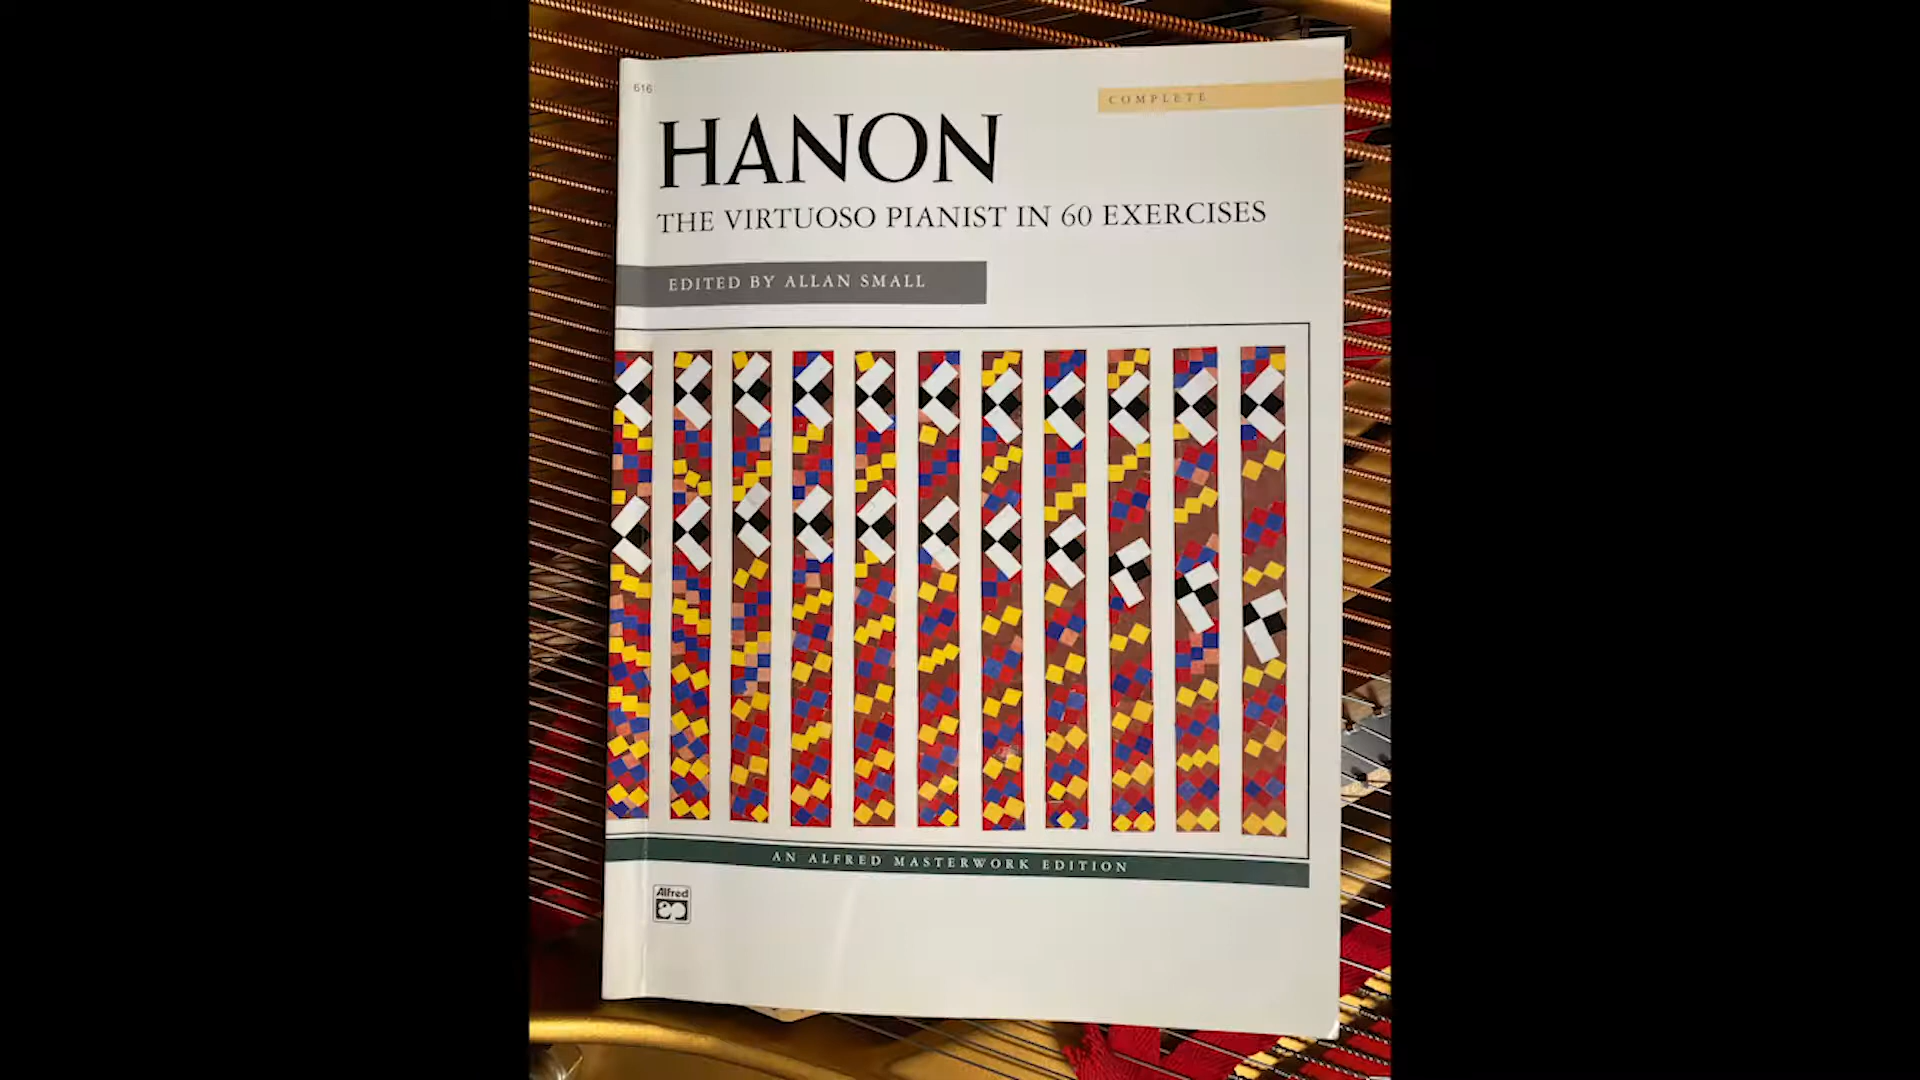 616
COMPLETE
HANON
THE VIRTUOSO PIANIST IN 60 EXERCISES
EDITED BY ALLAN SMALL
AN ALFRED MASTERWORK EDITION
Alfred